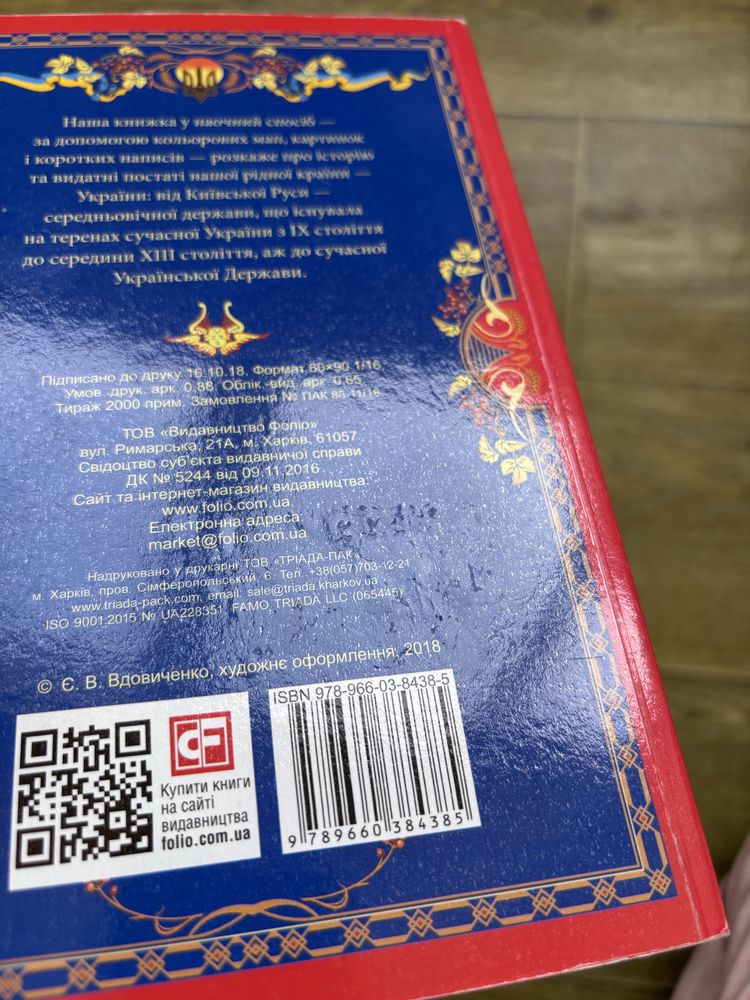 Наша книжка у наочний спосіб —
за допомогою кольорових мап, картинок
і коротких написів — розкаже про історію
та видатні постаті нашої рідної країни —
України: від Київської Руси —
середньовічної держави, що існувала
на теренах сучасної України з IX століття
до середини XIII століття, аж до сучасної
Української Держави.
Підписано до друку 16.10.18. Формат 60×90 1/16
Умов. друк. арк. 0,88. Облік.-вид. арк. 0,65.
Тираж 2000 прим. Замовлення № ПАК 86-11/18
ТОВ «Видавництво Фоліо»
вул. Римарська, 21А, м. Харків, 61057
Свідоцтво суб'єкта видавничої справи
ДК № 5244 від 09.11.2016
Сайт та інтернет-магазин видавництва:
www.folio.com.ua
Електронна адреса:
market@folio.com.ua
Надруковано у друкарні ТОВ «ТРІАДА-ПАК»
м. Харків, пров. Сімферопольський, 6. Тел. +38(057)703-12-21
www.triada-pack.com, email: sale@triada.kharkov.ua
ISO 9001:2015 № UA228351, FAMO, TRIADA LLC (065445)
© Є. В. Вдовиченко, художнє оформлення, 2018
ISBN 978-966-03-8438-5
Купити книги
на сайті
видавництва
folio.com.ua
9 789660 384385